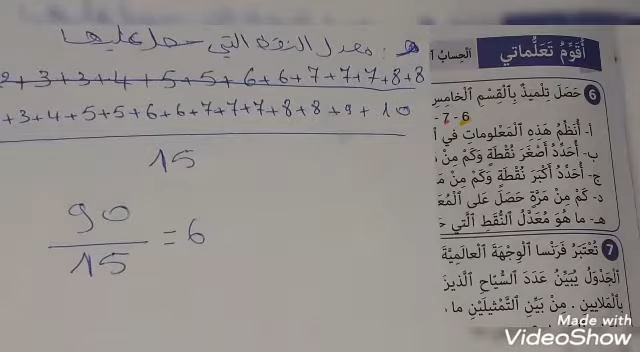 أُقَوِّمُ تَعَلُّماتي
الحِسابُ
هـ: معدل النقط التي حصل عليها
2+3+3+4+5+5+6+6+7+7+7+8+8
+3+4+5+5+6+6+7+7+7+8+8+9+10
15
90
15
=6
6 حَصَلَ تِلْميذٌ بِالْقِسْمِ الْخامِسِ
- 7 - 6
أ- أُنَظِّمُ هَذِهِ الْمَعْلوماتِ في
ب- أُحَدِّدُ أَصْغَرَ نُقْطَةٍ وَكَمْ مِنْ
ج- أُحَدِّدُ أَكْبَرَ نُقْطَةٍ وَكَمْ مِنْ
د- كَمْ مِنْ مَرَّةٍ حَصَلَ عَلى
هـ- ما هُوَ مُعَدَّلُ النُّقَطِ الَّتي
7 تُعْتَبَرُ فَرَنْسا الْوِجْهَةَ الْعالَمِيَّةَ
الْجَدْوَلُ يُبَيِّنُ عَدَدَ السُّيّاحِ الَّذينَ
بِالْمَلايينِ . مِنْ بَيْنِ التَّمْثيلَيْنِ ما
Made with
VideoShow